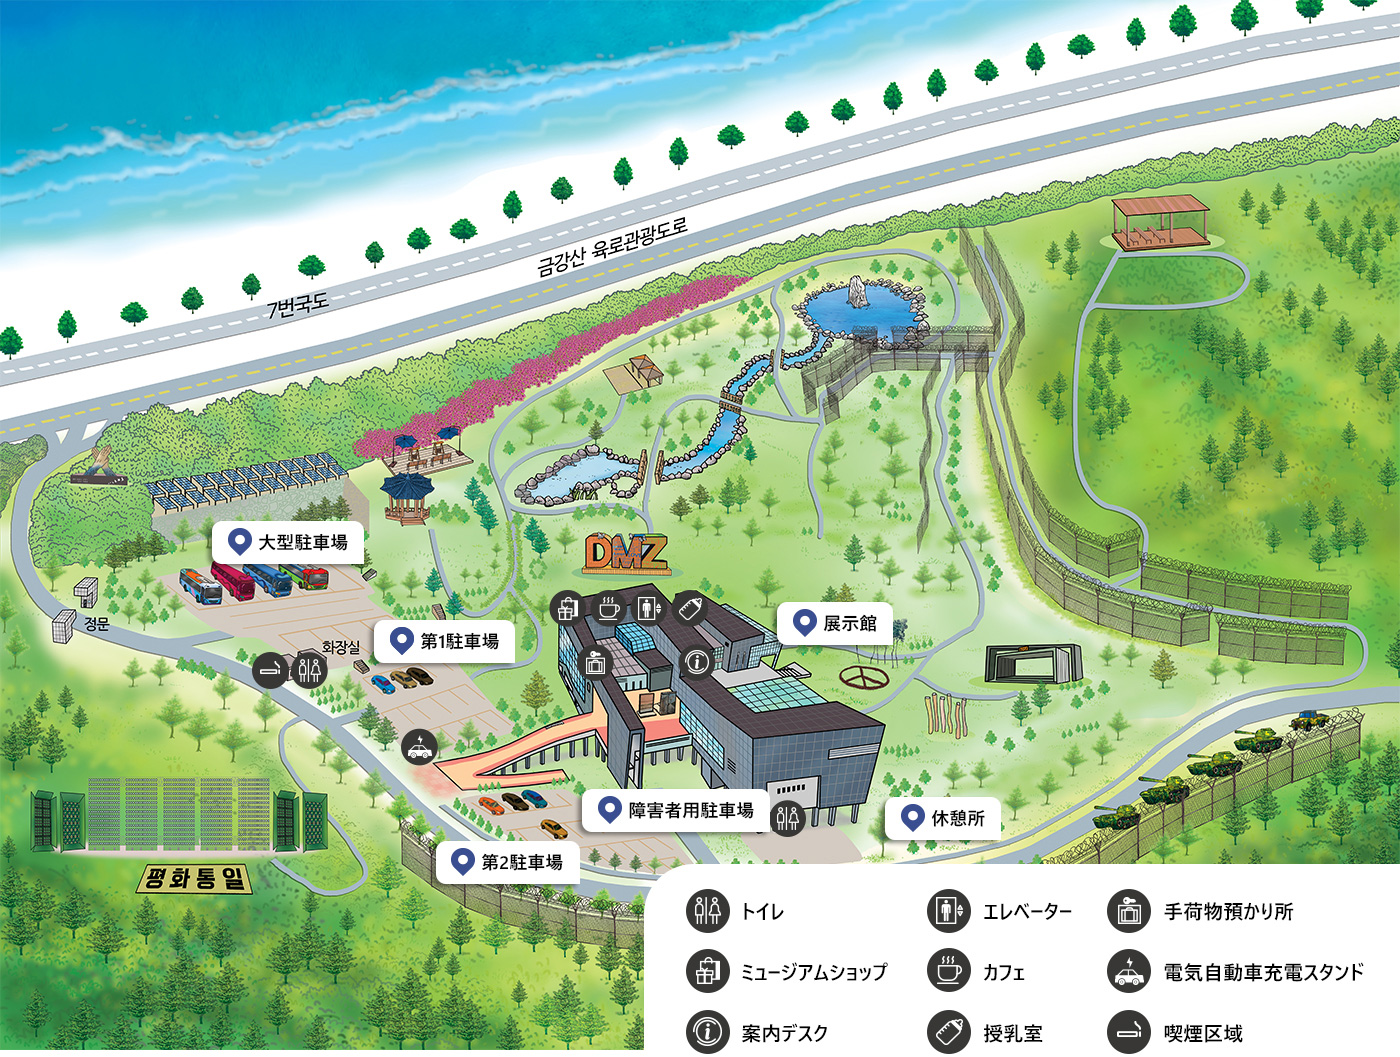 금강산 육로관광도로
7번국도
大型駐車場
DMZ
정문
화장실
第1駐車場
展示館
障害者用駐車場
休憩所
第2駐車場
평화통일
トイレ
エレベーター
手荷物預かり所
ミュージアムショップ
カフェ
電気自動車充電スタンド
案内デスク
授乳室
喫煙区域